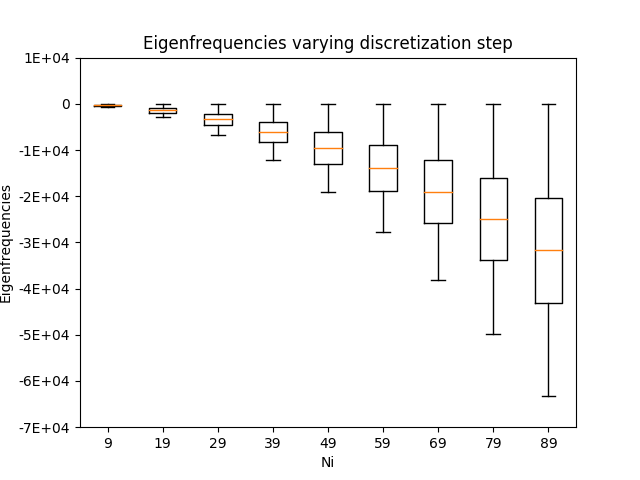 Eigenfrequencies varying discretization step
1E+04
0
-1E+04
-2E+04
-3E+04
-4E+04
-5E+04
-6E+04
-7E+04
Eigenfrequencies
9 19 29 39 49 59 69 79 89
Ni